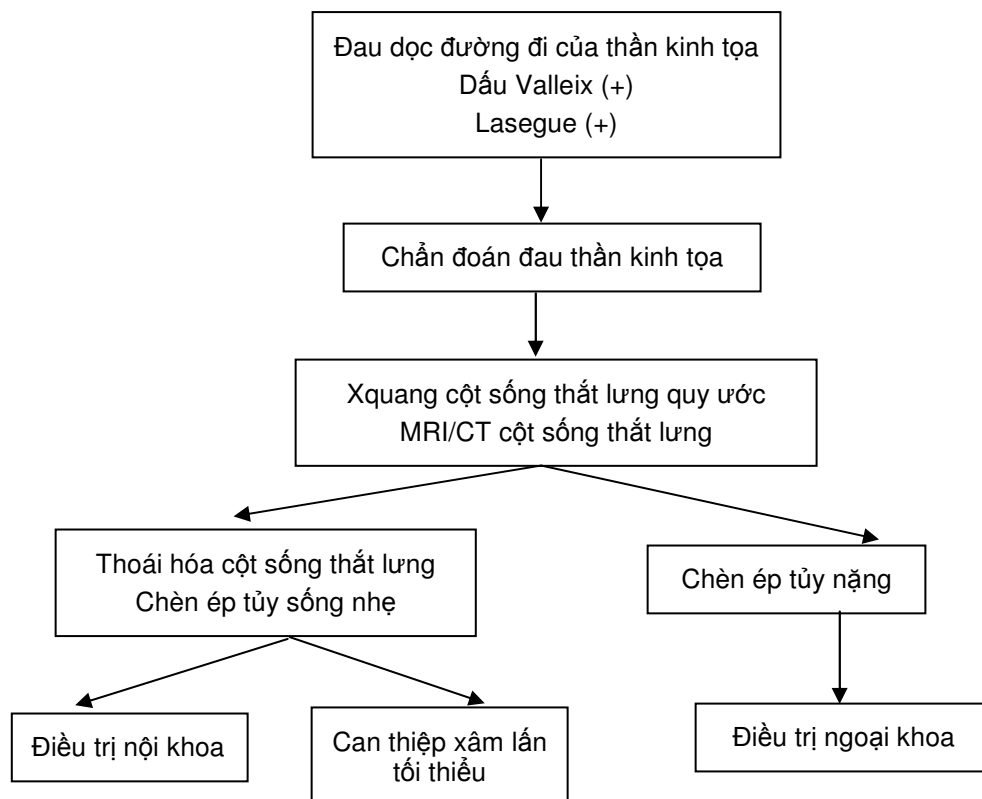 Đau dọc đường đi của thần kinh tọa
Dấu Valleix (+)
Lasegue (+)
Chẩn đoán đau thần kinh tọa
Xquang cột sống thắt lưng quy ước
MRI/CT cột sống thắt lưng
Thoái hóa cột sống thắt lưng
Chèn ép tủy sống nhẹ
Chèn ép tủy nặng
Điều trị nội khoa
Can thiệp xâm lấn
tối thiểu
Điều trị ngoại khoa